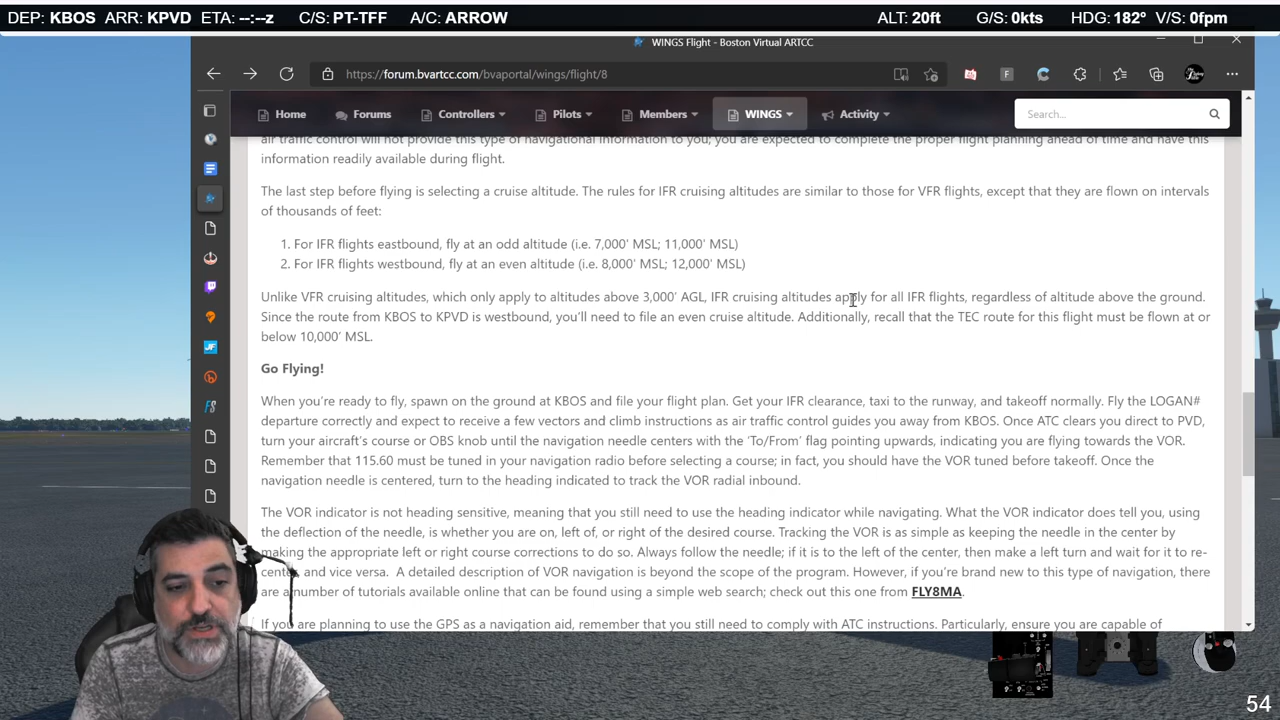 DEP: KBOS ARR: KPVD ETA: --:--z C/S: PT-TFF A/C: ARROW ALT: 20ft G/S: 0kts HDG: 182° V/S: 0fpm
WINGS Flight - Boston Virtual ARTCC
https://forum.bvartcc.com/bvaportal/wings/flight/8
Home Forums Controllers Pilots Members WINGS Activity Search...
air traffic control will not provide this type of navigational information to you; you are expected to complete the proper flight planning ahead of time and have this
information readily available during flight.
The last step before flying is selecting a cruise altitude. The rules for IFR cruising altitudes are similar to those for VFR flights, except that they are flown on intervals
of thousands of feet:
1. For IFR flights eastbound, fly at an odd altitude (i.e. 7,000' MSL; 11,000' MSL)
2. For IFR flights westbound, fly at an even altitude (i.e. 8,000' MSL; 12,000' MSL)
Unlike VFR cruising altitudes, which only apply to altitudes above 3,000' AGL, IFR cruising altitudes apply for all IFR flights, regardless of altitude above the ground.
Since the route from KBOS to KPVD is westbound, you'll need to file an even cruise altitude. Additionally, recall that the TEC route for this flight must be flown at or
below 10,000' MSL.
Go Flying!
When you're ready to fly, spawn on the ground at KBOS and file your flight plan. Get your IFR clearance, taxi to the runway, and takeoff normally. Fly the LOGAN#
departure correctly and expect to receive a few vectors and climb instructions as air traffic control guides you away from KBOS. Once ATC clears you direct to PVD,
turn your aircraft's course or OBS knob until the navigation needle centers with the 'To/From' flag pointing upwards, indicating you are flying towards the VOR.
Remember that 115.60 must be tuned in your navigation radio before selecting a course; in fact, you should have the VOR tuned before takeoff. Once the
navigation needle is centered, turn to the heading indicated to track the VOR radial inbound.
The VOR indicator is not heading sensitive, meaning that you still need to use the heading indicator while navigating. What the VOR indicator does tell you, using
the deflection of the needle, is whether you are on, left of, or right of the desired course. Tracking the VOR is as simple as keeping the needle in the center by
making the appropriate left or right course corrections to do so. Always follow the needle; if it is to the left of the center, then make a left turn and wait for it to re-
center, and vice versa. A detailed description of VOR navigation is beyond the scope of the program. However, if you're brand new to this type of navigation, there
are a number of tutorials available online that can be found using a simple web search; check out this one from FLY8MA.
If you are planning to use the GPS as a navigation aid, remember that you still need to comply with ATC instructions. Particularly, ensure you are capable of
54